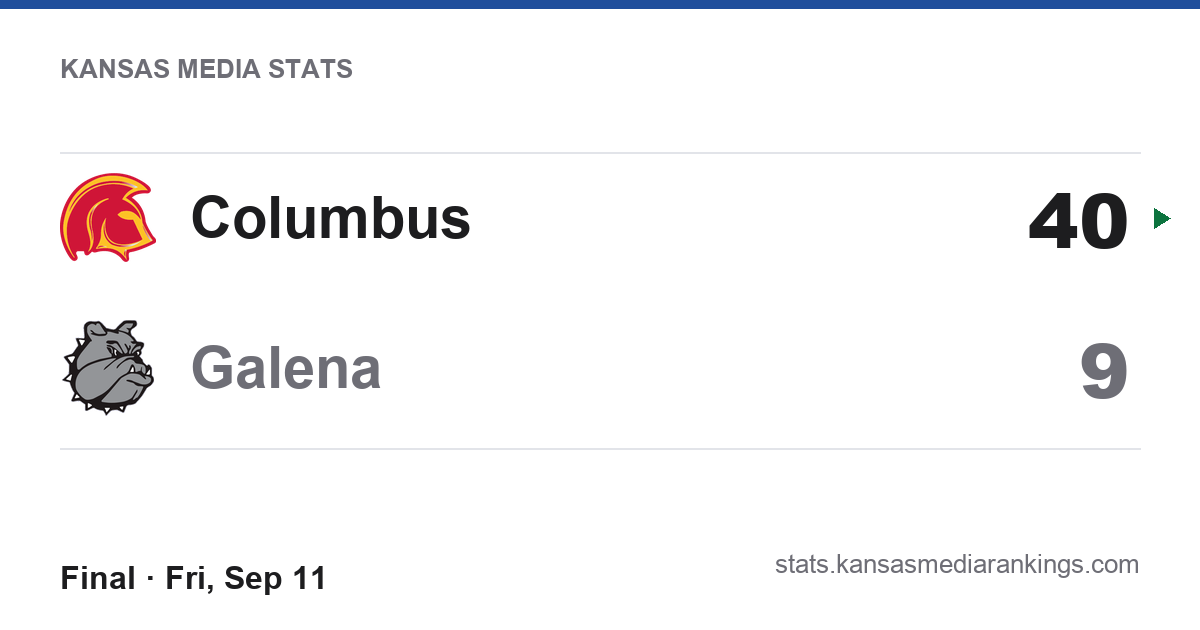 KANSAS MEDIA STATS
Columbus 40
Galena 9
Final · Fri, Sep 11
stats.kansasmediarankings.com